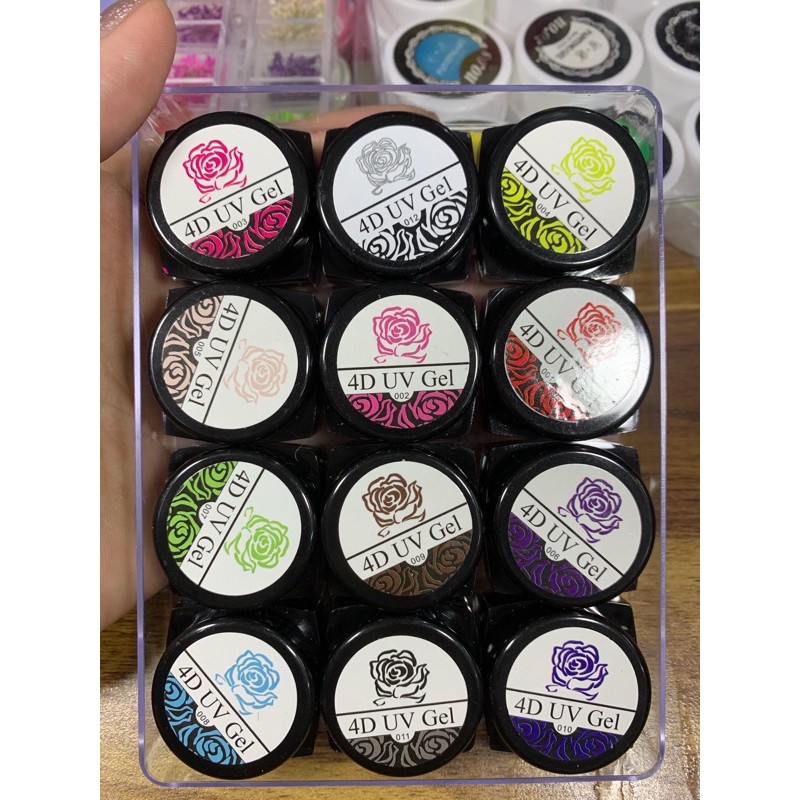 4D UV Gel
003
4D UV Gel
012
4D UV Gel
004
4D UV Gel
005
4D UV Gel
002
4D UV Gel
4D UV Gel
007
4D UV Gel
009
4D UV Gel
006
4D UV Gel
008
4D UV Gel
011
4D UV Gel
010